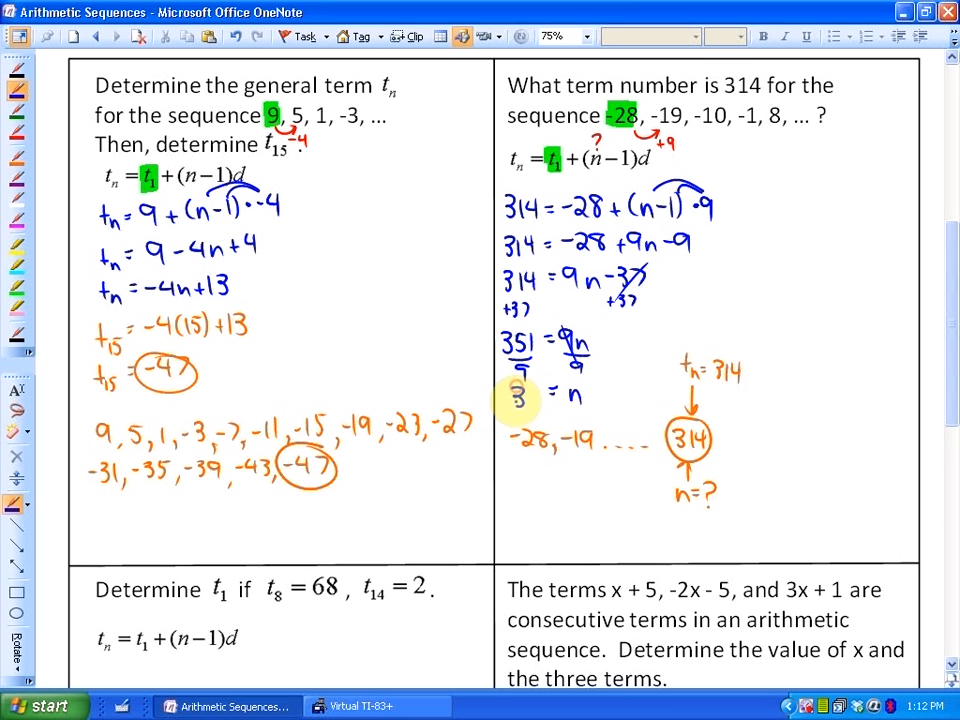 Arithmetic Sequences - Microsoft Office OneNote
Task
Tag
Clip
75%
B I U
Determine the general term tₙ
for the sequence 9, 5, 1, -3, ...
-4
Then, determine t₁₅ .
tₙ = t₁ + (n−1)d
tₙ = 9 + (n-1) · -4
tₙ = 9 - 4n + 4
tₙ = -4n + 13
t₁₅ = -4(15) + 13
t₁₅ = -47
9, 5, 1, -3, -7, -11, -15, -19, -23, -27
-31, -35, -39, -43, -47
What term number is 314 for the
sequence -28, -19, -10, -1, 8, ... ?
? +9
tₙ = t₁ + (n−1)d
314 = -28 + (n-1) · 9
314 = -28 + 9n - 9
314 = 9n - 37
+37 +37
351 = 9n
9 9
3 = n
tₙ = 314
-28, -19 .... 314
n = ?
Determine t₁ if t₈ = 68 , t₁₄ = 2 .
tₙ = t₁ + (n−1)d
The terms x + 5, -2x - 5, and 3x + 1 are
consecutive terms in an arithmetic
sequence. Determine the value of x and
the three terms.
Rotate
start
Arithmetic Sequences...
Virtual TI-83+
1:12 PM